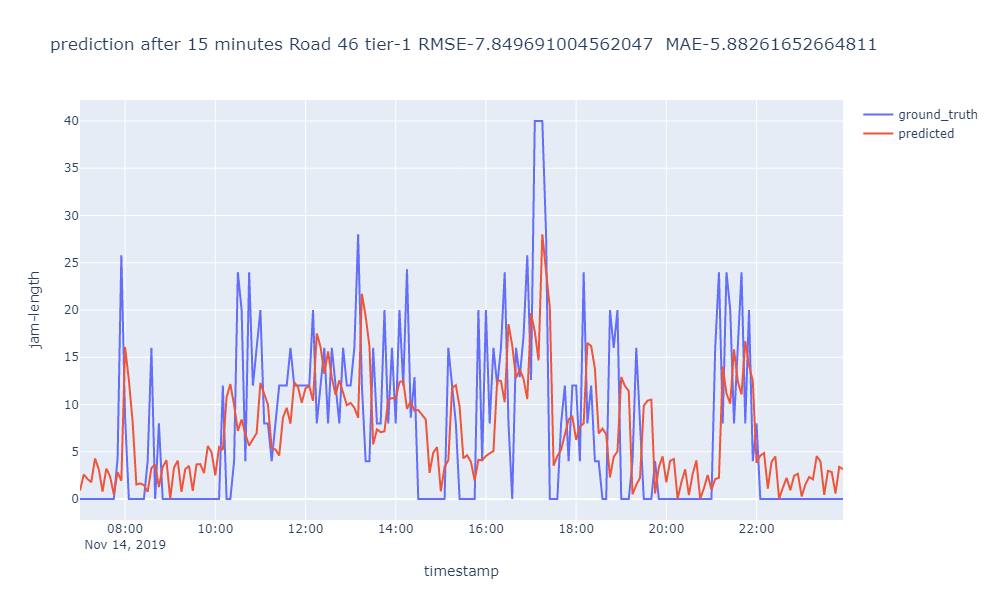 prediction after 15 minutes Road 46 tier-1 RMSE-7.849691004562047  MAE-5.88261652664811
ground_truth
predicted
40
35
30
25
20
15
10
5
0
jam-length
08:00 10:00 12:00 14:00 16:00 18:00 20:00 22:00
Nov 14, 2019
timestamp